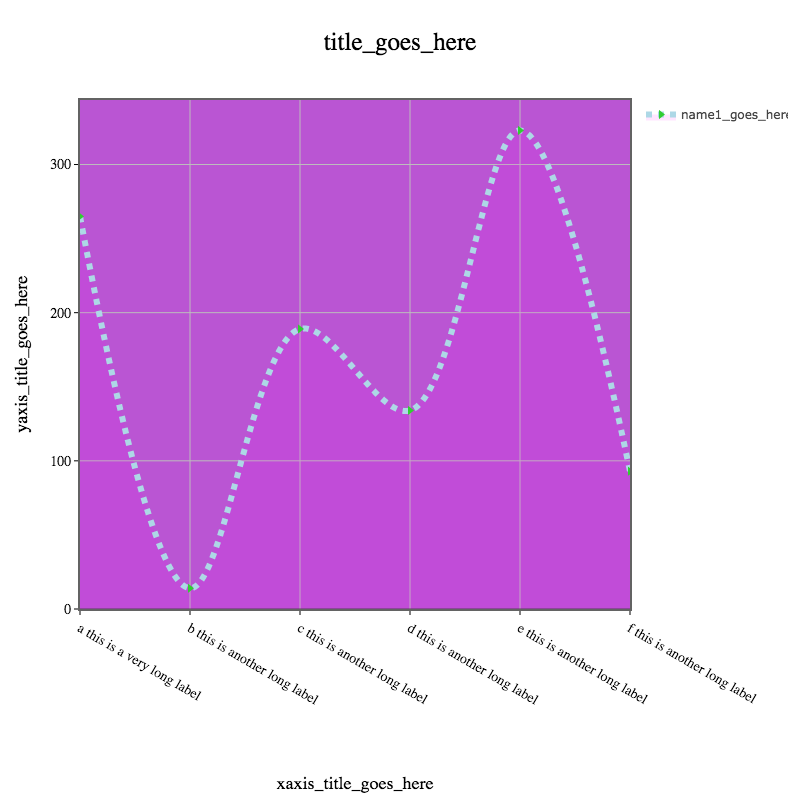 title_goes_here
name1_goes_here
yaxis_title_goes_here
300
200
100
0
a this is a very long label
b this is another long label
c this is another long label
d this is another long label
e this is another long label
f this is another long label
xaxis_title_goes_here